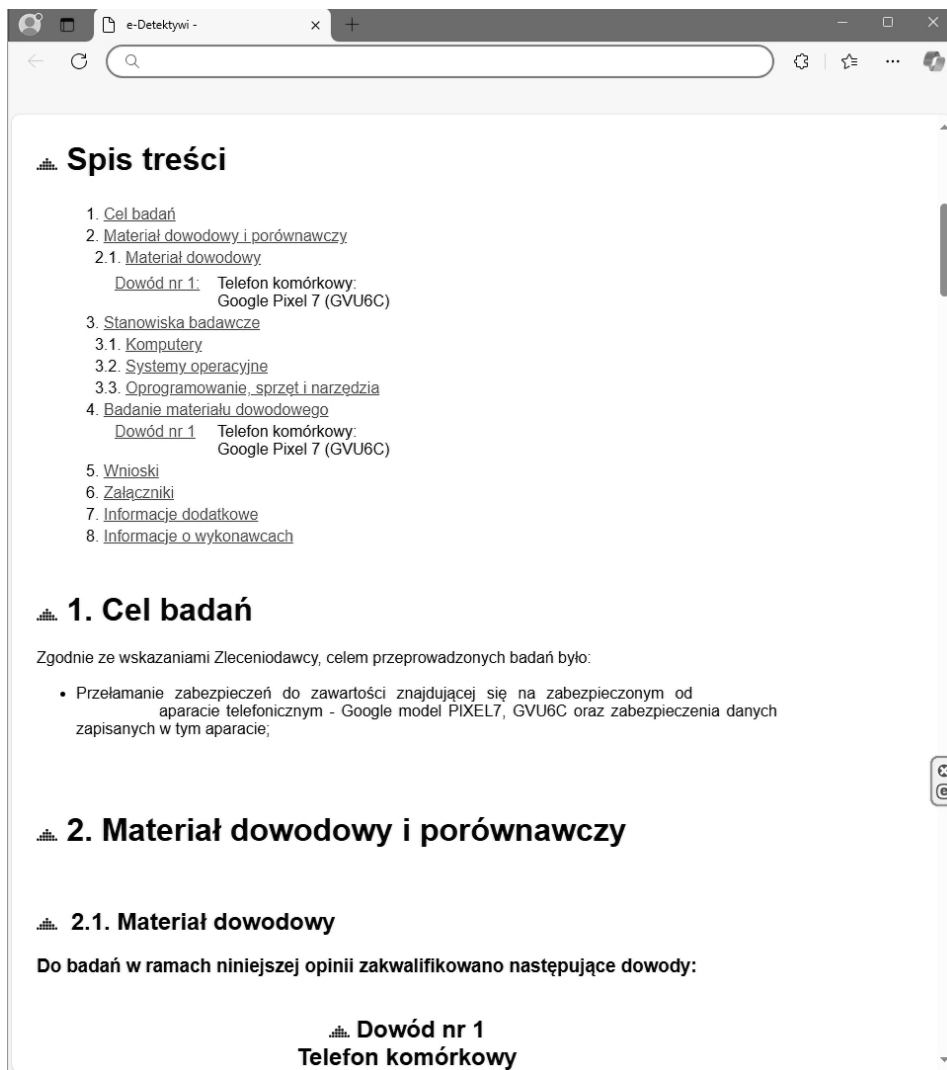 e-Detektywi -
Spis treści
1. Cel badań
2. Materiał dowodowy i porównawczy
2.1. Materiał dowodowy
Dowód nr 1: Telefon komórkowy:
Google Pixel 7 (GVU6C)
3. Stanowiska badawcze
3.1. Komputery
3.2. Systemy operacyjne
3.3. Oprogramowanie, sprzęt i narzędzia
4. Badanie materiału dowodowego
Dowód nr 1 Telefon komórkowy:
Google Pixel 7 (GVU6C)
5. Wnioski
6. Załączniki
7. Informacje dodatkowe
8. Informacje o wykonawcach
1. Cel badań
Zgodnie ze wskazaniami Zleceniodawcy, celem przeprowadzonych badań było:
• Przełamanie zabezpieczeń do zawartości znajdującej się na zabezpieczonym od
aparacie telefonicznym - Google model PIXEL7, GVU6C oraz zabezpieczenia danych
zapisanych w tym aparacie;
2. Materiał dowodowy i porównawczy
2.1. Materiał dowodowy
Do badań w ramach niniejszej opinii zakwalifikowano następujące dowody:
Dowód nr 1
Telefon komórkowy